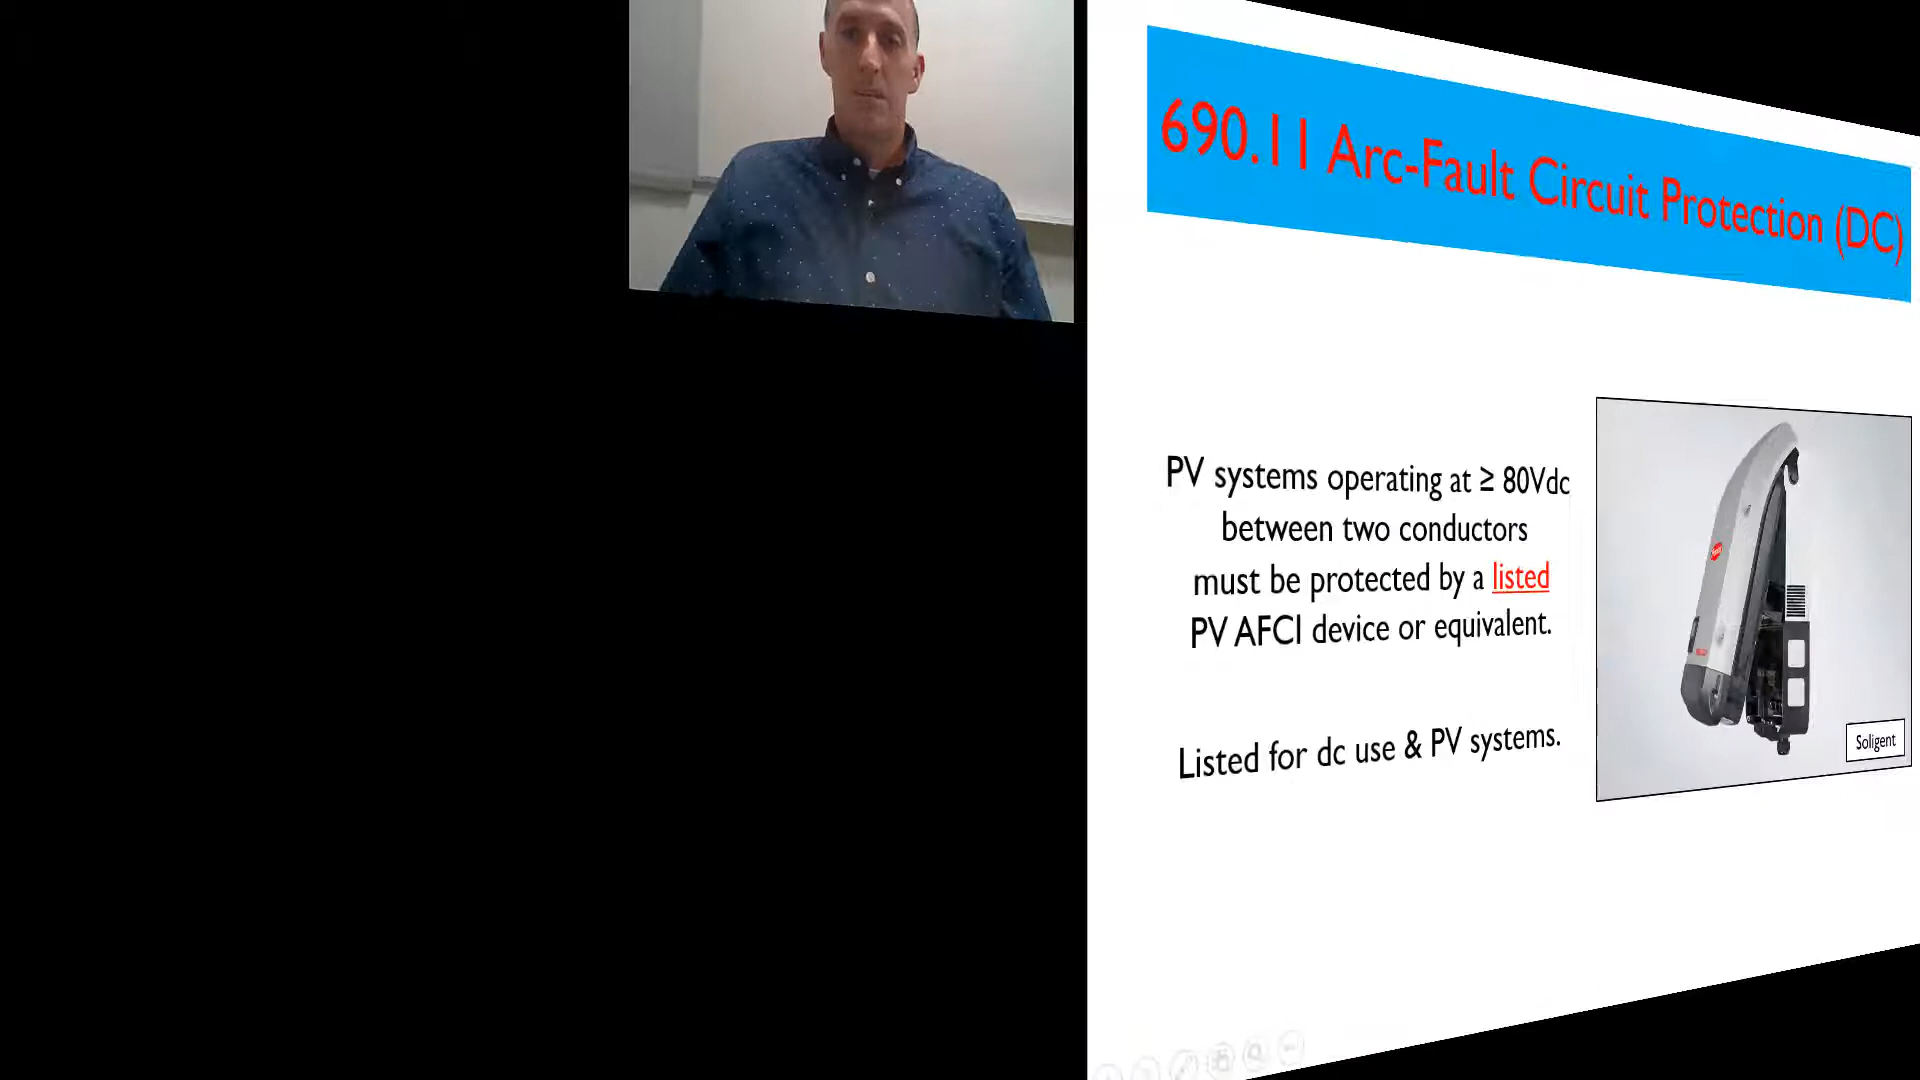 690.11 Arc-Fault Circuit Protection (DC)
PV systems operating at ≥ 80Vdc
between two conductors
must be protected by a listed
PV AFCI device or equivalent.
Listed for dc use & PV systems.
Soligent